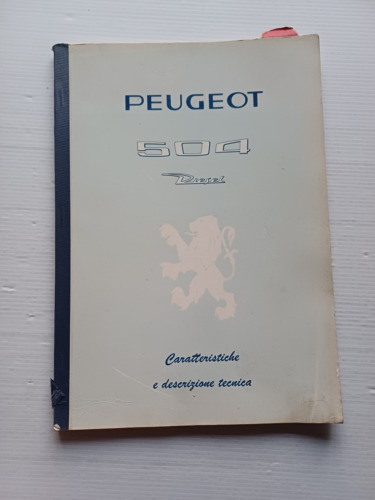 PEUGEOT
504
Diesel
Caratteristiche
e descrizione tecnica